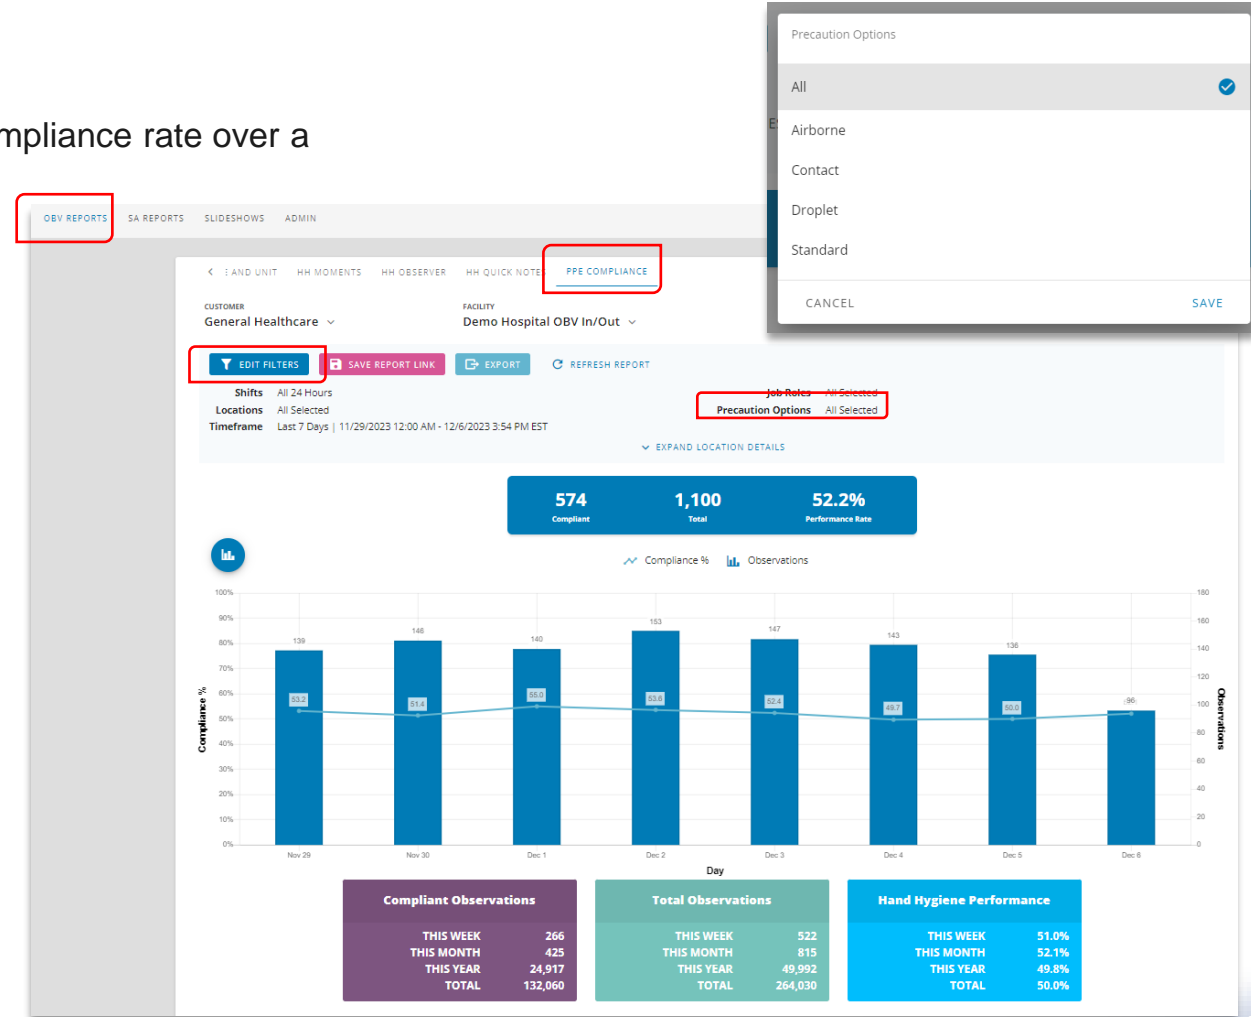 mpliance rate over a
Precaution Options
All
Airborne
Contact
Droplet
Standard
CANCEL SAVE
OBV REPORTS SA REPORTS SLIDESHOWS ADMIN
E AND UNIT HH MOMENTS HH OBSERVER HH QUICK NOTES PPE COMPLIANCE
CUSTOMER FACILITY
General Healthcare Demo Hospital OBV In/Out
EDIT FILTERS SAVE REPORT LINK EXPORT REFRESH REPORT
Shifts All 24 Hours Job Roles All Selected
Locations All Selected Precaution Options All Selected
Timeframe Last 7 Days | 11/29/2023 12:00 AM - 12/6/2023 3:54 PM EST
EXPAND LOCATION DETAILS
574 1,100 52.2%
Compliant Total Performance Rate
Compliance % Observations
100% 180
90% 160
80% 140
70% 120
60% 100
50% 80
40% 60
30% 40
20% 20
10% 0
0%
Compliance %
Observations
139 146 140 153 147 143 136 96
53.2 51.4 55.0 53.6 52.4 49.7 50.0
Nov 29 Nov 30 Dec 1 Dec 2 Dec 3 Dec 4 Dec 5 Dec 6
Day
Compliant Observations
THIS WEEK 266
THIS MONTH 425
THIS YEAR 24,917
TOTAL 132,060
Total Observations
THIS WEEK 522
THIS MONTH 815
THIS YEAR 49,992
TOTAL 264,030
Hand Hygiene Performance
THIS WEEK 51.0%
THIS MONTH 52.1%
THIS YEAR 49.8%
TOTAL 50.0%